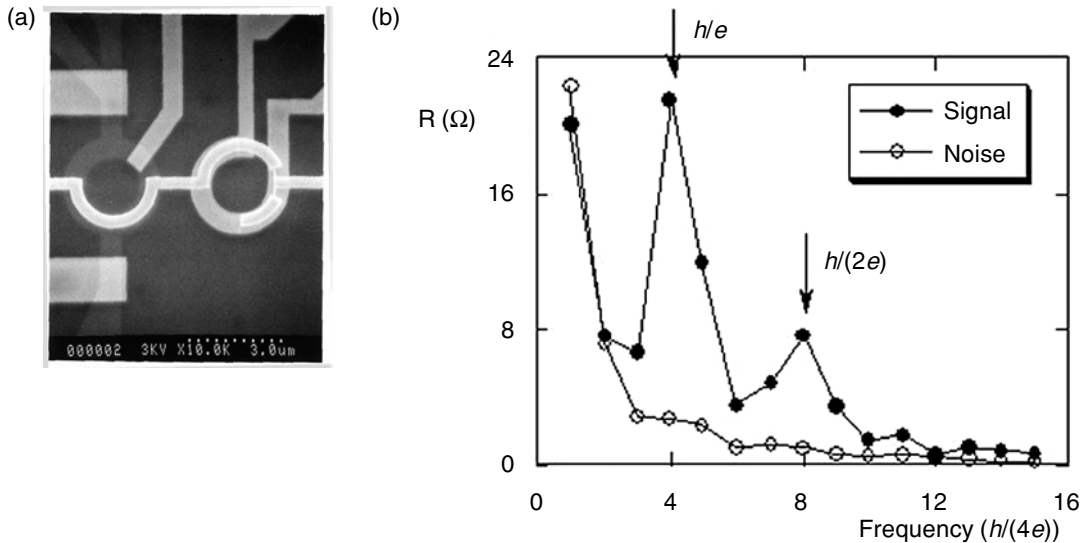 (a)
000002 3KV X10.0K 3.0um
(b)
h/e
24
R (Ω)
Signal
Noise
16
h/(2e)
8
0
0 4 8 12 16
Frequency (h/(4e))